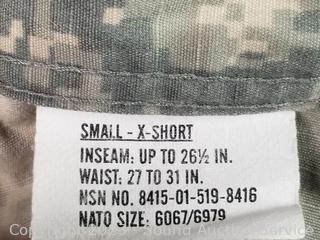 SMALL - X-SHORT
INSEAM: UP TO 26½ IN.
WAIST: 27 TO 31 IN.
NSN NO. 8415-01-519-8416
NATO SIZE: 6067/6979